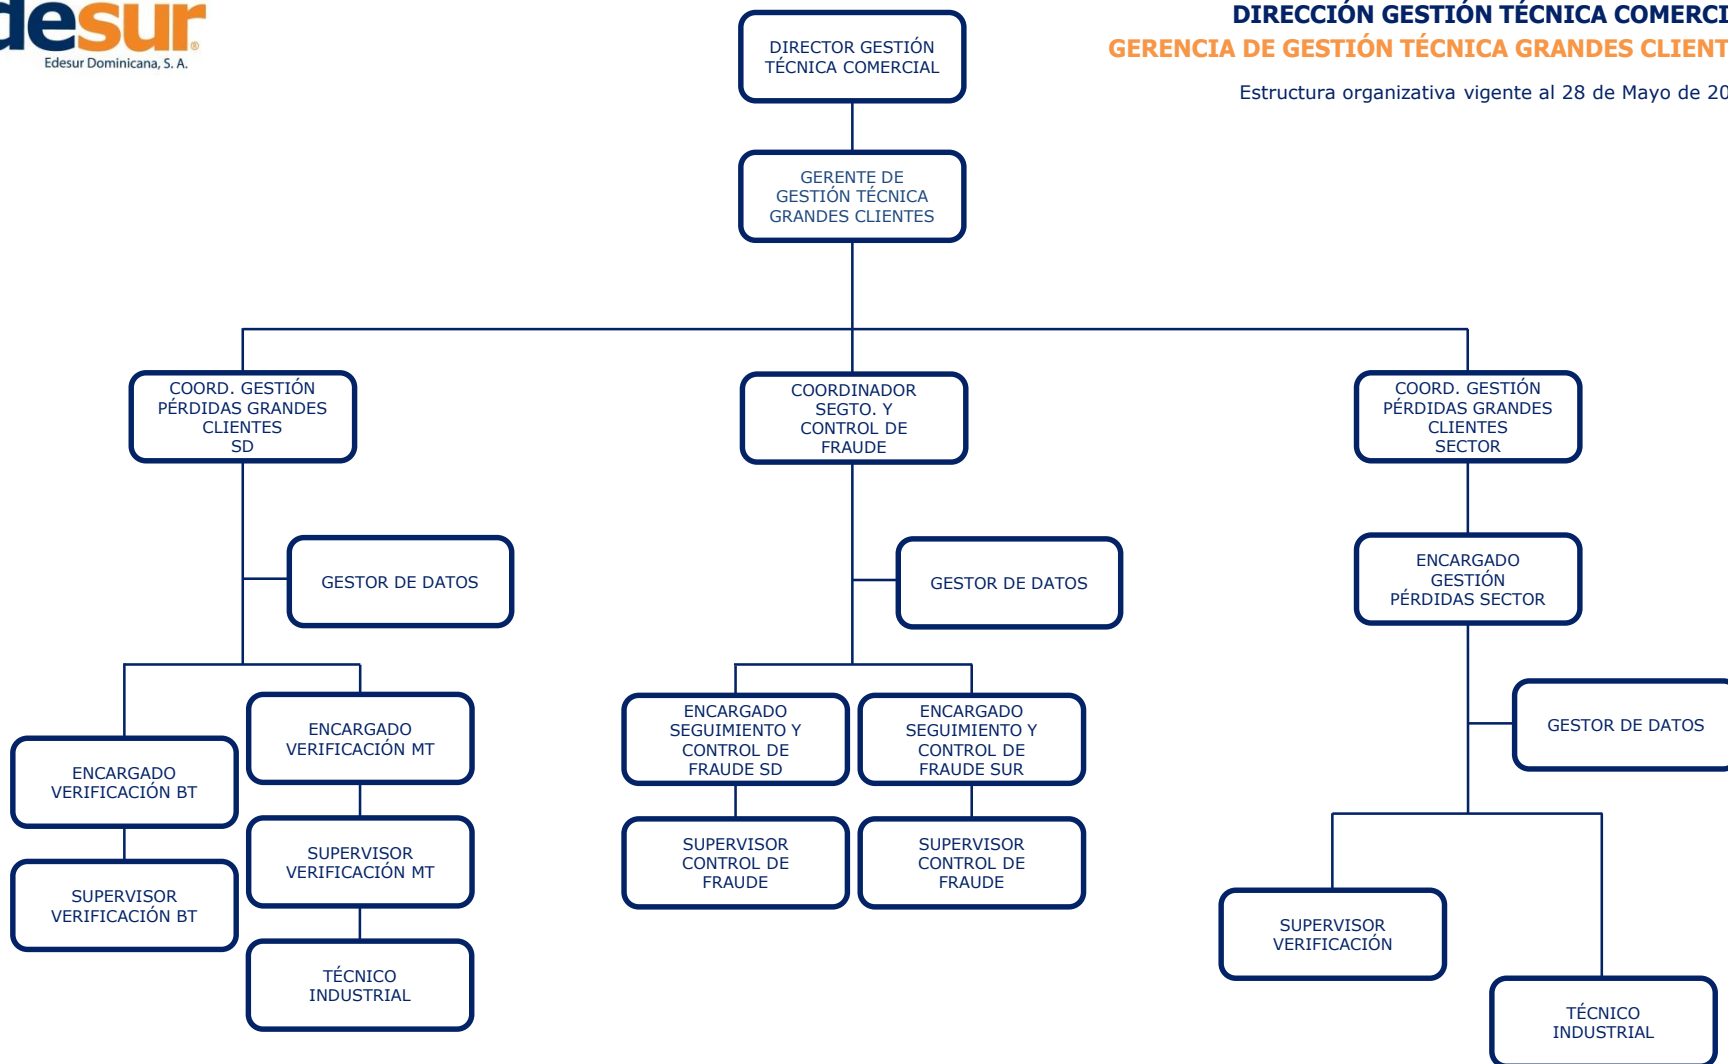 desur®
Edesur Dominicana, S. A.
DIRECCIÓN GESTIÓN TÉCNICA COMERCI
GERENCIA DE GESTIÓN TÉCNICA GRANDES CLIENT
Estructura organizativa vigente al 28 de Mayo de 20
DIRECTOR GESTIÓN
TÉCNICA COMERCIAL
GERENTE DE
GESTIÓN TÉCNICA
GRANDES CLIENTES
COORD. GESTIÓN
PÉRDIDAS GRANDES
CLIENTES
SD
COORDINADOR
SEGTO. Y
CONTROL DE
FRAUDE
COORD. GESTIÓN
PÉRDIDAS GRANDES
CLIENTES
SECTOR
GESTOR DE DATOS
GESTOR DE DATOS
ENCARGADO
GESTIÓN
PÉRDIDAS SECTOR
ENCARGADO
VERIFICACIÓN BT
ENCARGADO
VERIFICACIÓN MT
ENCARGADO
SEGUIMIENTO Y
CONTROL DE
FRAUDE SD
ENCARGADO
SEGUIMIENTO Y
CONTROL DE
FRAUDE SUR
GESTOR DE DATOS
SUPERVISOR
VERIFICACIÓN BT
SUPERVISOR
VERIFICACIÓN MT
SUPERVISOR
CONTROL DE
FRAUDE
SUPERVISOR
CONTROL DE
FRAUDE
SUPERVISOR
VERIFICACIÓN
TÉCNICO
INDUSTRIAL
TÉCNICO
INDUSTRIAL